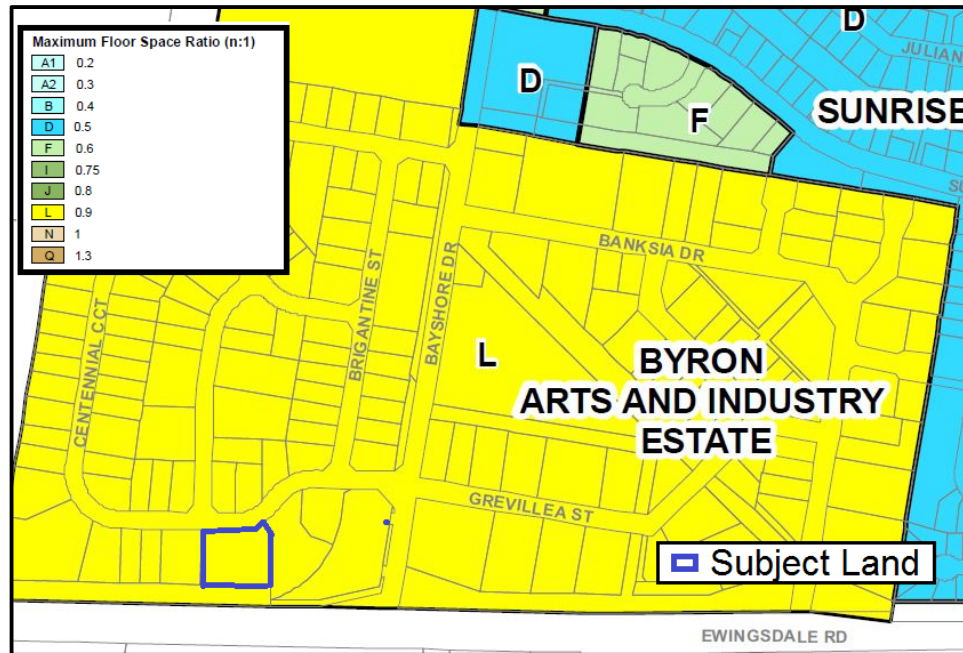 Maximum Floor Space Ratio (n:1)
A1 0.2
A2 0.3
B 0.4
D 0.5
F 0.6
I 0.75
J 0.8
L 0.9
N 1
Q 1.3
D
D
JULIAN
SUNRISE
F
SU
BANKSIA DR
BRIGANTINE ST
BAYSHORE DR
CENTENNIAL CCT
L
BYRON
ARTS AND INDUSTRY
ESTATE
GREVILLEA ST
Subject Land
EWINGSDALE RD